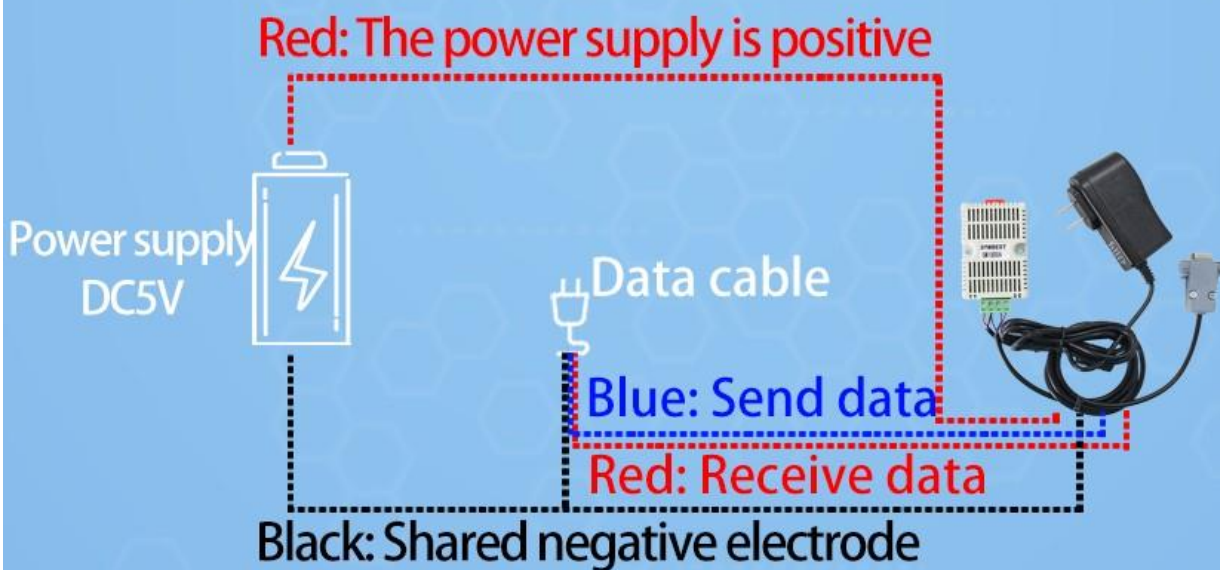 Red: The power supply is positive
Power supply
DC5V
Data cable
Blue: Send data
Red: Receive data
Black: Shared negative electrode